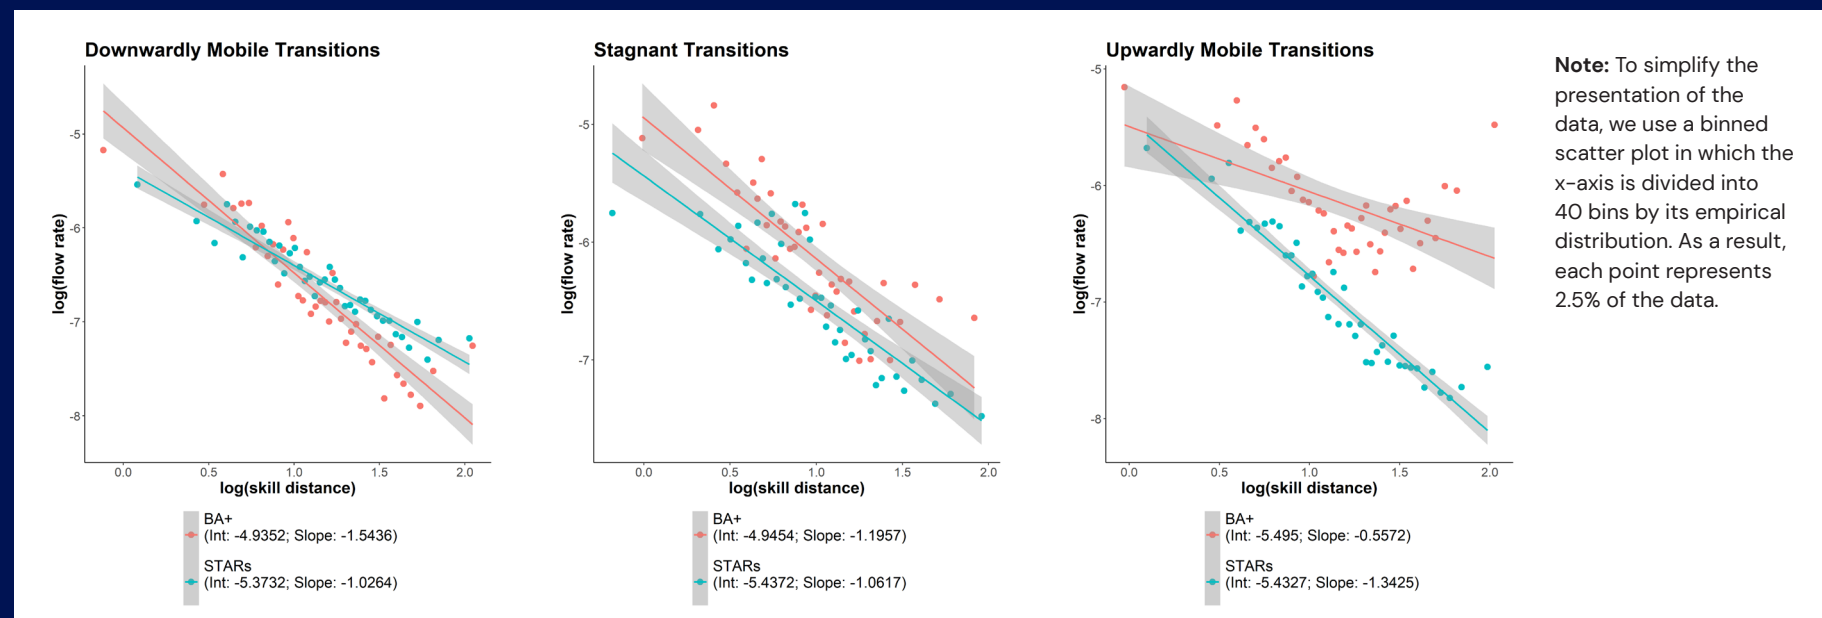 Downwardly Mobile Transitions
-5
-6
-7
-8
log(flow rate)
0.0
0.5
1.0
1.5
2.0
log(skill distance)
BA+
(Int: -4.9352; Slope: -1.5436)
STARs
(Int: -5.3732; Slope: -1.0264)
Stagnant Transitions
-5
-6
-7
log(flow rate)
0.0
0.5
1.0
1.5
2.0
log(skill distance)
BA+
(Int: -4.9454; Slope: -1.1957)
STARs
(Int: -5.4372; Slope: -1.0617)
Upwardly Mobile Transitions
-5
-6
-7
-8
log(flow rate)
0.0
0.5
1.0
1.5
2.0
log(skill distance)
BA+
(Int: -5.495; Slope: -0.5572)
STARs
(Int: -5.4327; Slope: -1.3425)
Note: To simplify the
presentation of the
data, we use a binned
scatter plot in which the
x-axis is divided into
40 bins by its empirical
distribution. As a result,
each point represents
2.5% of the data.